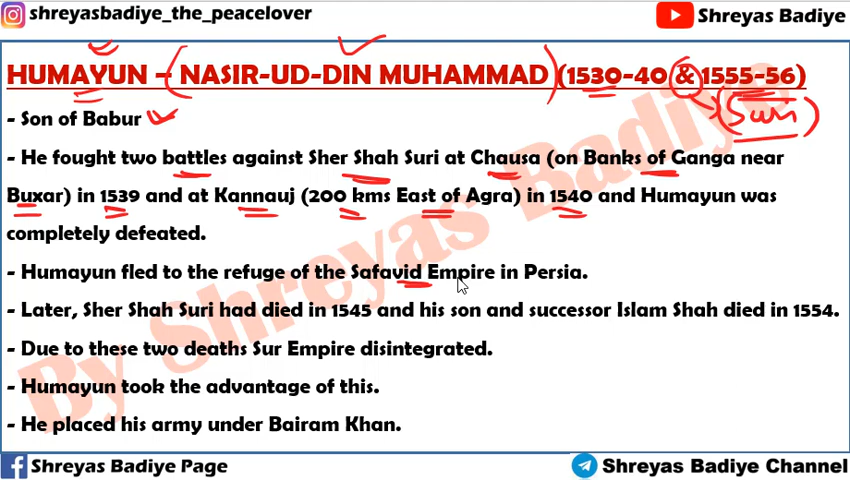 shreyasbadiye_the_peacelover
Shreyas Badiye
HUMAYUN – (NASIR-UD-DIN MUHAMMAD) (1530-40 & 1555-56)
Suri
- Son of Babur
- He fought two battles against Sher Shah Suri at Chausa (on Banks of Ganga near
Buxar) in 1539 and at Kannauj (200 kms East of Agra) in 1540 and Humayun was
completely defeated.
- Humayun fled to the refuge of the Safavid Empire in Persia.
- Later, Sher Shah Suri had died in 1545 and his son and successor Islam Shah died in 1554.
- Due to these two deaths Sur Empire disintegrated.
- Humayun took the advantage of this.
- He placed his army under Bairam Khan.
By Shreyas Badiye
Shreyas Badiye Page
Shreyas Badiye Channel